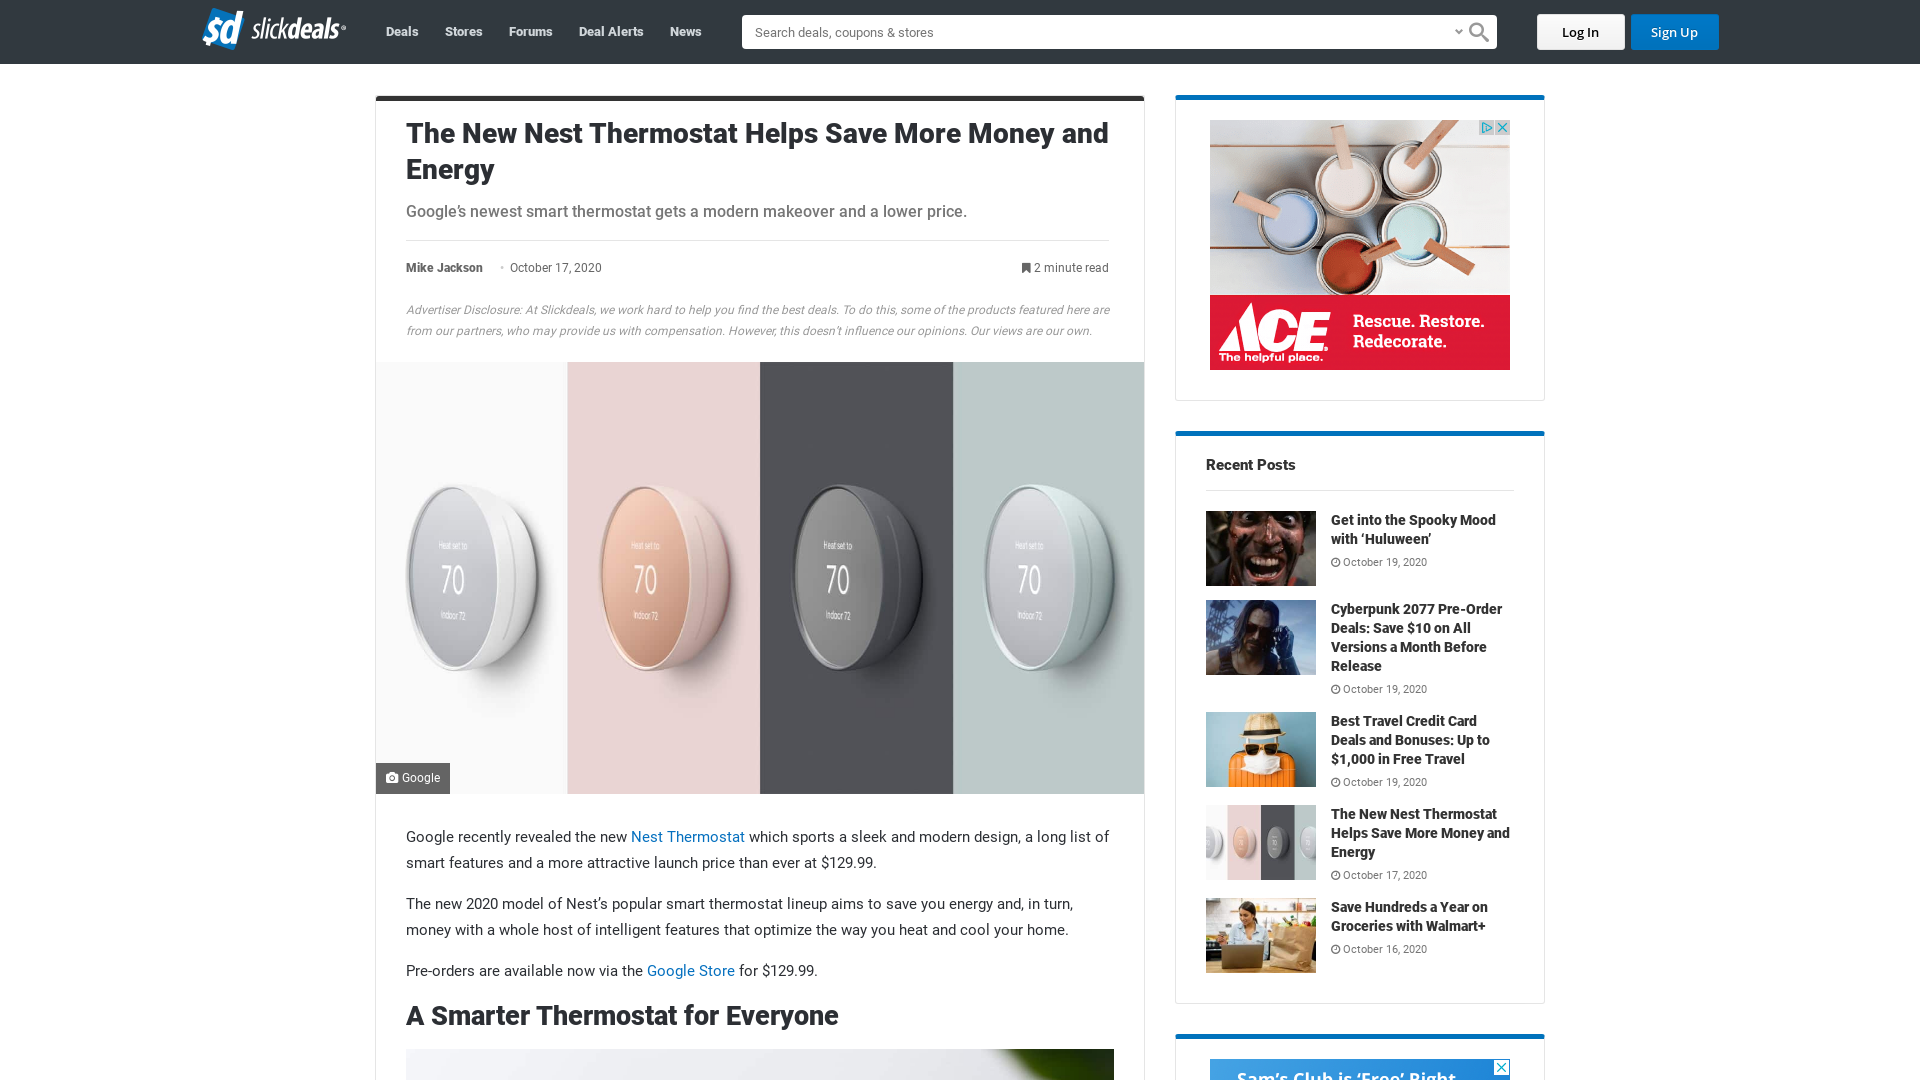 sd slickdeals
Deals
Stores
Forums
Deal Alerts
News
Search deals, coupons & stores
Log In
Sign Up
The New Nest Thermostat Helps Save More Money and
Energy
Google’s newest smart thermostat gets a modern makeover and a lower price.
Mike Jackson • October 17, 2020
2 minute read
Advertiser Disclosure: At Slickdeals, we work hard to help you find the best deals. To do this, some of the products featured here are
from our partners, who may provide us with compensation. However, this doesn’t influence our opinions. Our views are our own.
Heat set to
70
Indoor 72
Heat set to
70
Indoor 72
Heat set to
70
Indoor 72
Heat set to
70
Indoor 72
Google
Google recently revealed the new Nest Thermostat which sports a sleek and modern design, a long list of
smart features and a more attractive launch price than ever at $129.99.
The new 2020 model of Nest’s popular smart thermostat lineup aims to save you energy and, in turn,
money with a whole host of intelligent features that optimize the way you heat and cool your home.
Pre-orders are available now via the Google Store for $129.99.
A Smarter Thermostat for Everyone
ACE
The helpful place.
Rescue. Restore.
Redecorate.
Recent Posts
Get into the Spooky Mood
with ‘Huluween’
October 19, 2020
Cyberpunk 2077 Pre-Order
Deals: Save $10 on All
Versions a Month Before
Release
October 19, 2020
Best Travel Credit Card
Deals and Bonuses: Up to
$1,000 in Free Travel
October 19, 2020
The New Nest Thermostat
Helps Save More Money and
Energy
October 17, 2020
Save Hundreds a Year on
Groceries with Walmart+
October 16, 2020
Sam’s Club is ‘Free’ Right